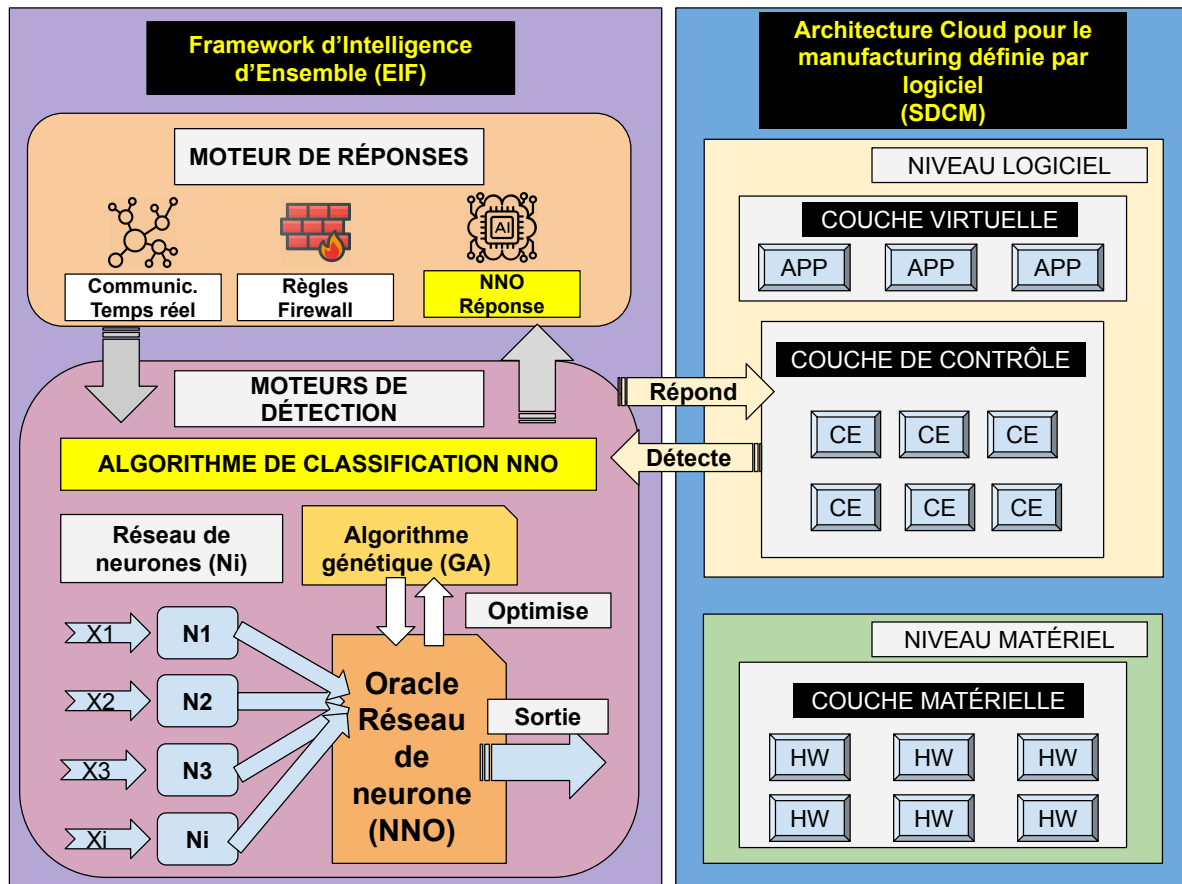 Framework d'Intelligence
d'Ensemble (EIF)
MOTEUR DE RÉPONSES
AI
Communic.
Temps réel
Règles
Firewall
NNO
Réponse
MOTEURS DE
DÉTECTION
ALGORITHME DE CLASSIFICATION NNO
Réseau de
neurones (Ni)
Algorithme
génétique (GA)
Optimise
X1
N1
X2
N2
X3
N3
Xi
Ni
Oracle
Réseau
de
neurone
(NNO)
Sortie
Répond
Détecte
Architecture Cloud pour le
manufacturing définie par
logiciel
(SDCM)
NIVEAU LOGICIEL
COUCHE VIRTUELLE
APP APP APP
COUCHE DE CONTRÔLE
CE CE CE
CE CE CE
NIVEAU MATÉRIEL
COUCHE MATÉRIELLE
HW HW HW
HW HW HW